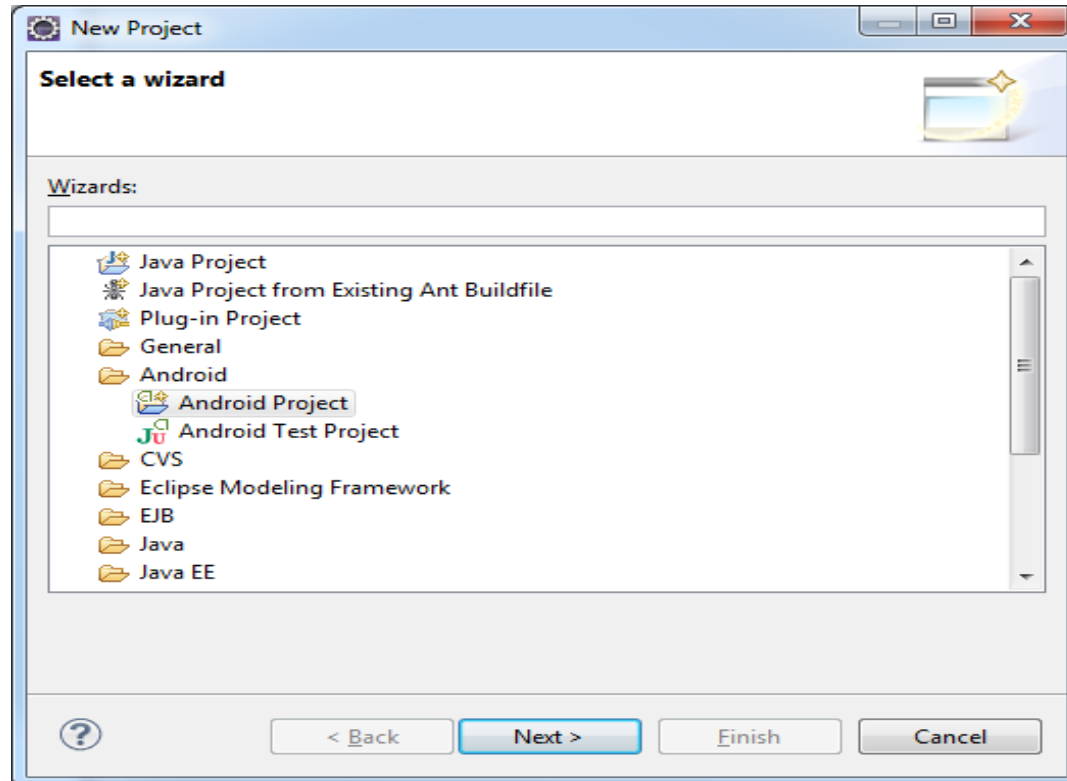 New Project
Select a wizard
Wizards:
Java Project
Java Project from Existing Ant Buildfile
Plug-in Project
General
Android
Android Project
Android Test Project
CVS
Eclipse Modeling Framework
EJB
Java
Java EE
< Back Next > Finish Cancel